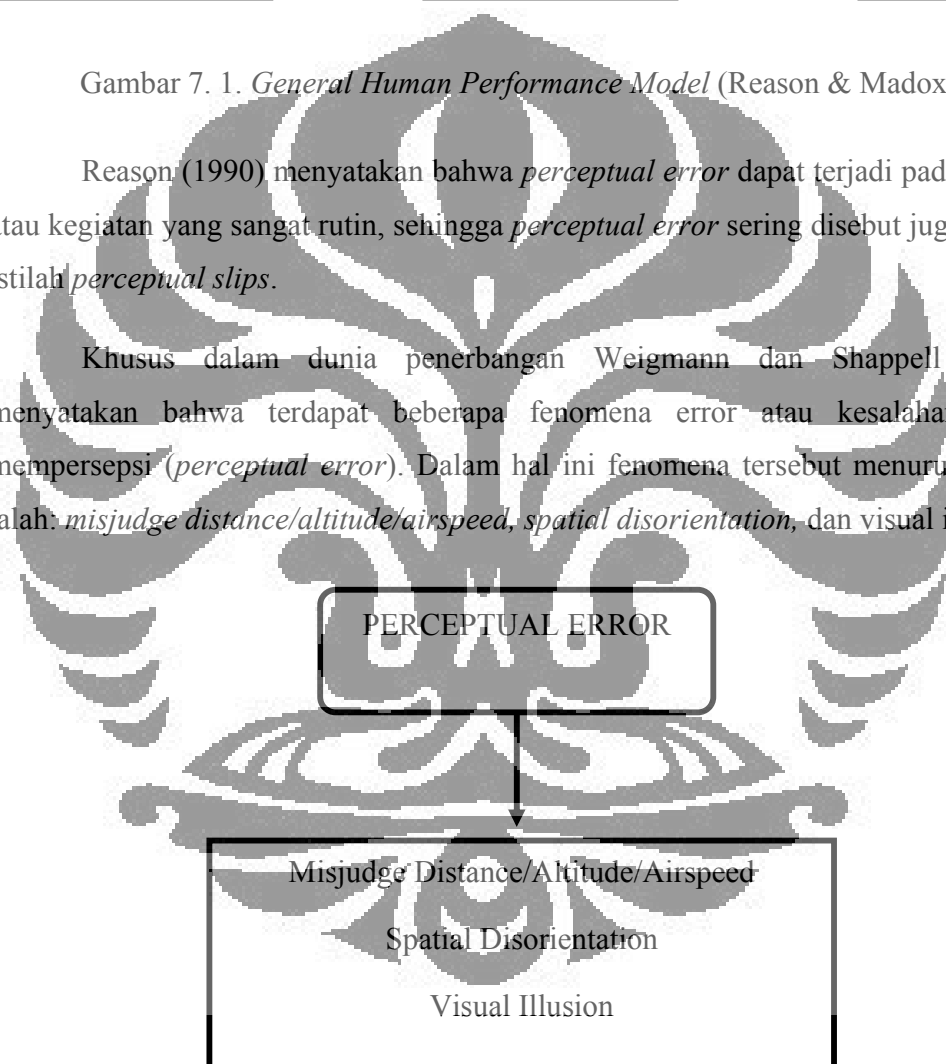 Gambar 7. 1. General Human Performance Model (Reason & Madox
Reason (1990) menyatakan bahwa perceptual error dapat terjadi pad
atau kegiatan yang sangat rutin, sehingga perceptual error sering disebut jug
istilah perceptual slips.
Khusus dalam dunia penerbangan Weigmann dan Shappell
menyatakan bahwa terdapat beberapa fenomena error atau kesalaha
mempersepsi (perceptual error). Dalam hal ini fenomena tersebut menuru
alah: misjudge distance/altitude/airspeed, spatial disorientation, dan visual i
PERCEPTUAL ERROR
Misjudge Distance/Altitude/Airspeed
Spatial Disorientation
Visual Illusion